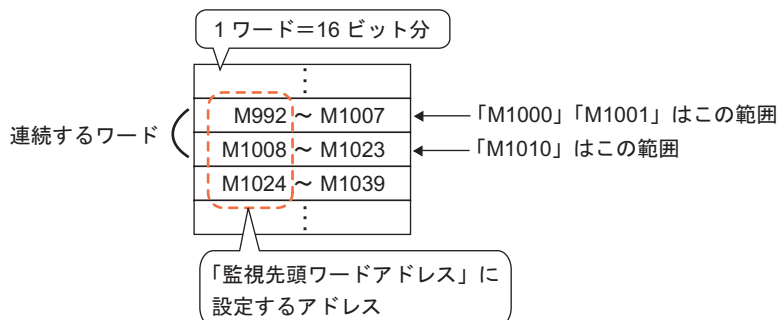 1 ワード＝16 ビット分
M992 ～ M1007
「M1000」「M1001」はこの範囲
連続するワード
M1008 ～ M1023
「M1010」はこの範囲
M1024 ～ M1039
「監視先頭ワードアドレス」に
設定するアドレス